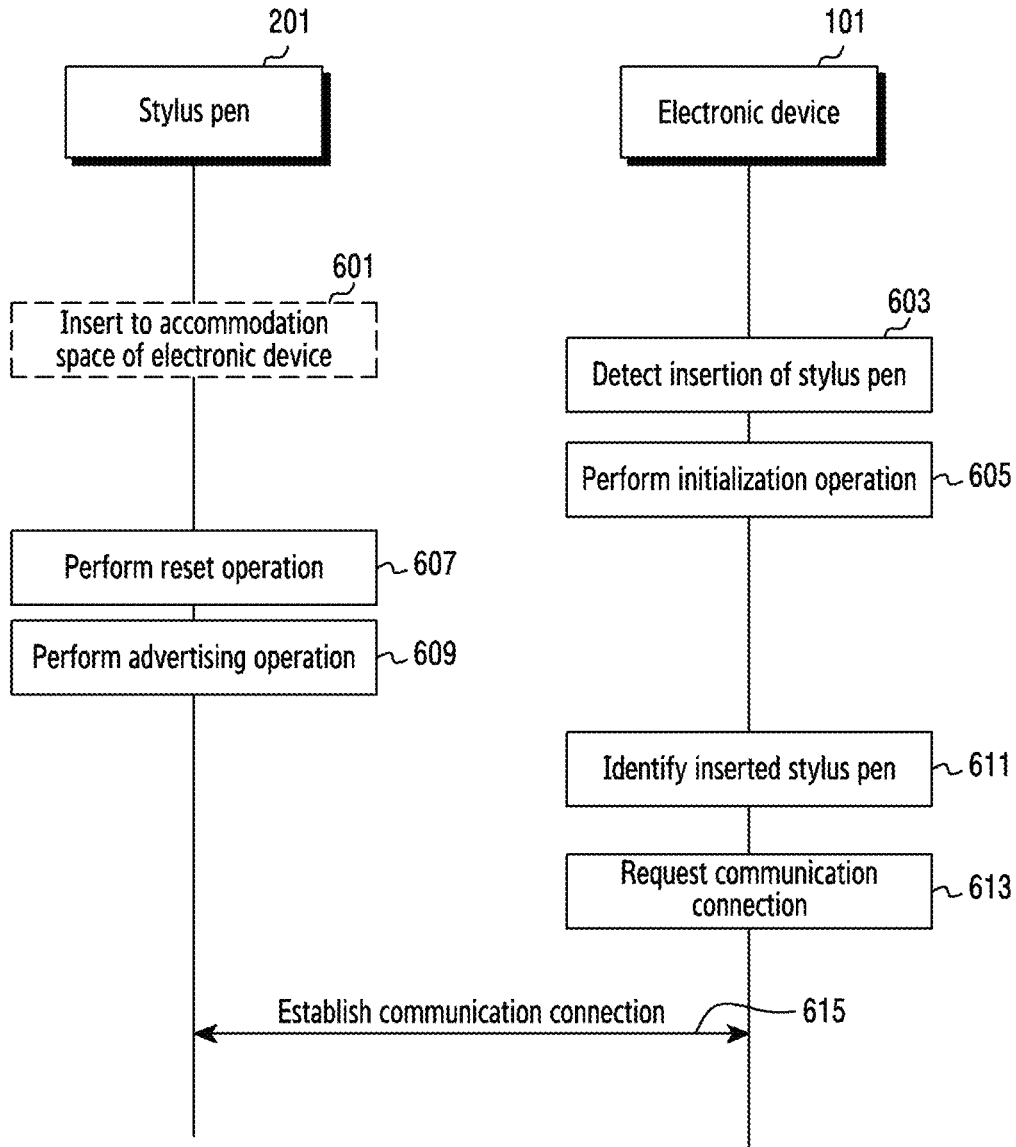 201
101
Stylus pen
Electronic device
601
Insert to accommodation
space of electronic device
603
Detect insertion of stylus pen
Perform initialization operation
605
Perform reset operation
607
Perform advertising operation
609
Identify inserted stylus pen
611
Request communication
connection
613
Establish communication connection
615